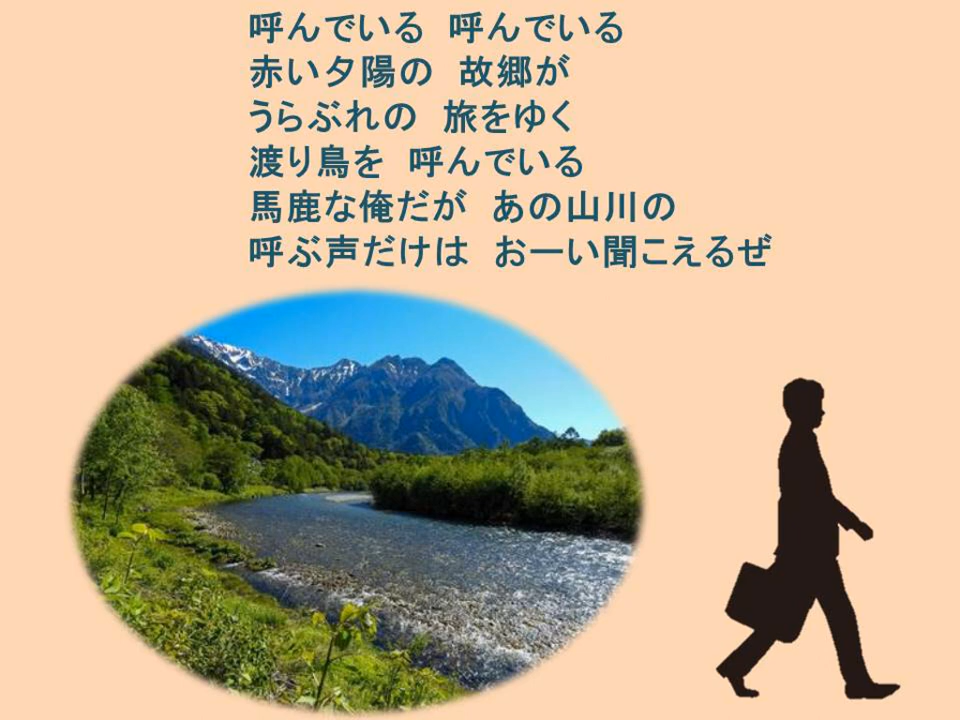 呼んでいる　呼んでいる
赤い夕陽の　故郷が
うらぶれの　旅をゆく
渡り鳥を　呼んでいる
馬鹿な俺だが　あの山川の
呼ぶ声だけは　おーい聞こえるぜ